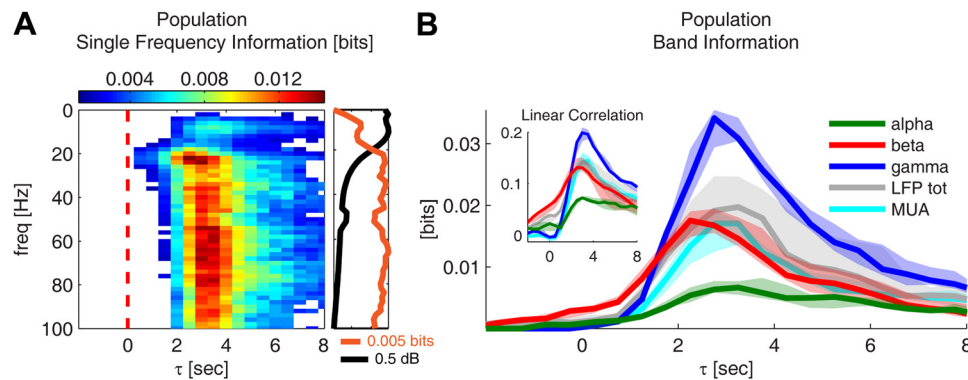 A
Population
Single Frequency Information [bits]
0.004 0.008 0.012
freq [Hz]
0
20
40
60
80
100
0 2 4 6 8
τ [sec]
0.005 bits
0.5 dB
B
Population
Band Information
[bits]
0.03
0.02
0.01
0 2 4 6 8
τ [sec]
Linear Correlation
0.2
0.1
0
0 4 8
alpha
beta
gamma
LFP tot
MUA